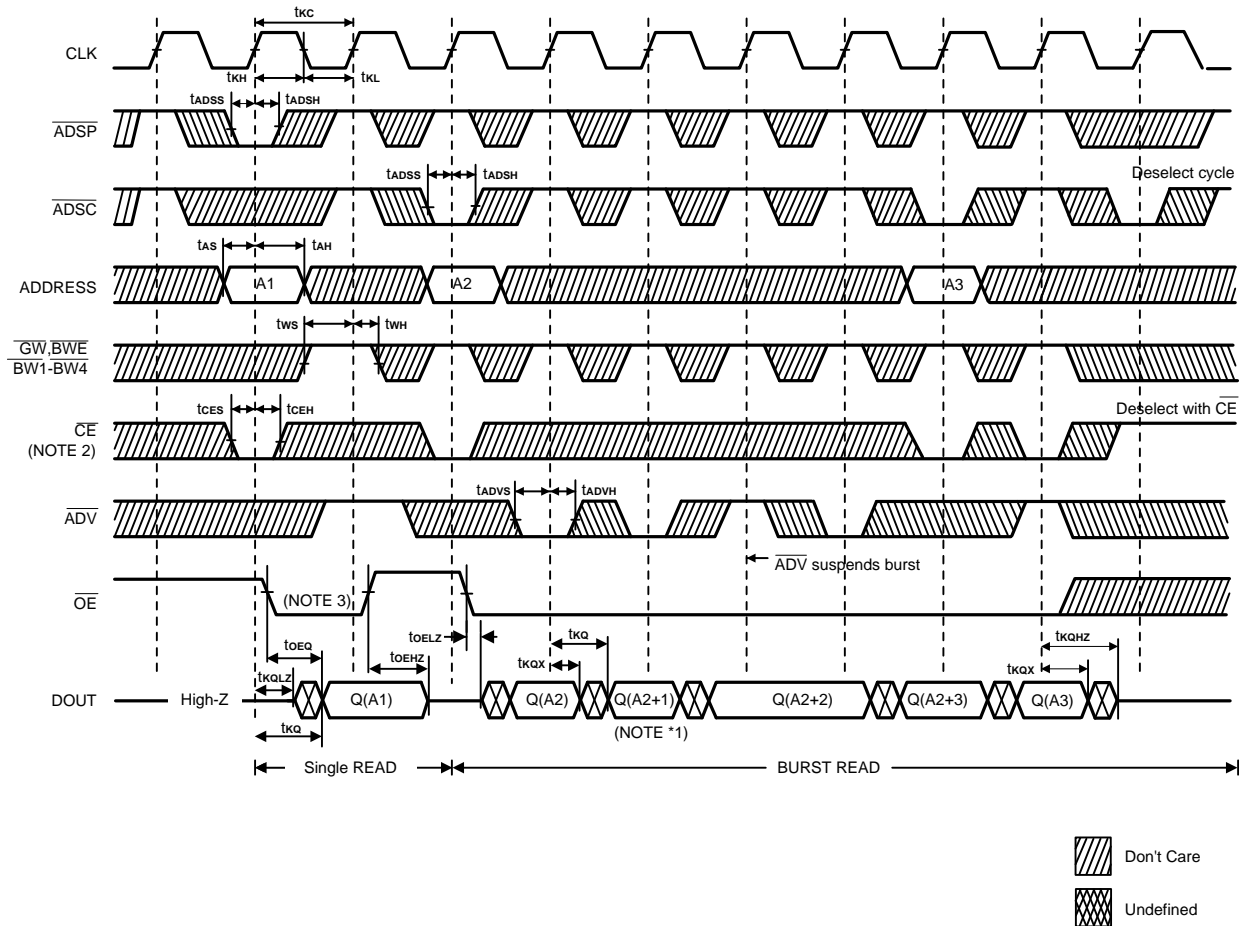 tKC
CLK
tKH
tKL
tADSS
tADSH
ADSP
tADSS
tADSH
Deselect cycle
ADSC
tAS
tAH
ADDRESS
A1
A2
A3
tWS
tWH
GW,BWE
BW1-BW4
tCES
tCEH
Deselect with CE
CE
(NOTE 2)
tADVS
tADVH
ADV
ADV suspends burst
OE
(NOTE 3)
tOELZ
tOEQ
tOEHZ
tKQ
tKQHZ
tKQLZ
tKQX
tKQX
DOUT
High-Z
Q(A1)
Q(A2)
Q(A2+1)
Q(A2+2)
Q(A2+3)
Q(A3)
tKQ
(NOTE *1)
Single READ
BURST READ
Don't Care
Undefined